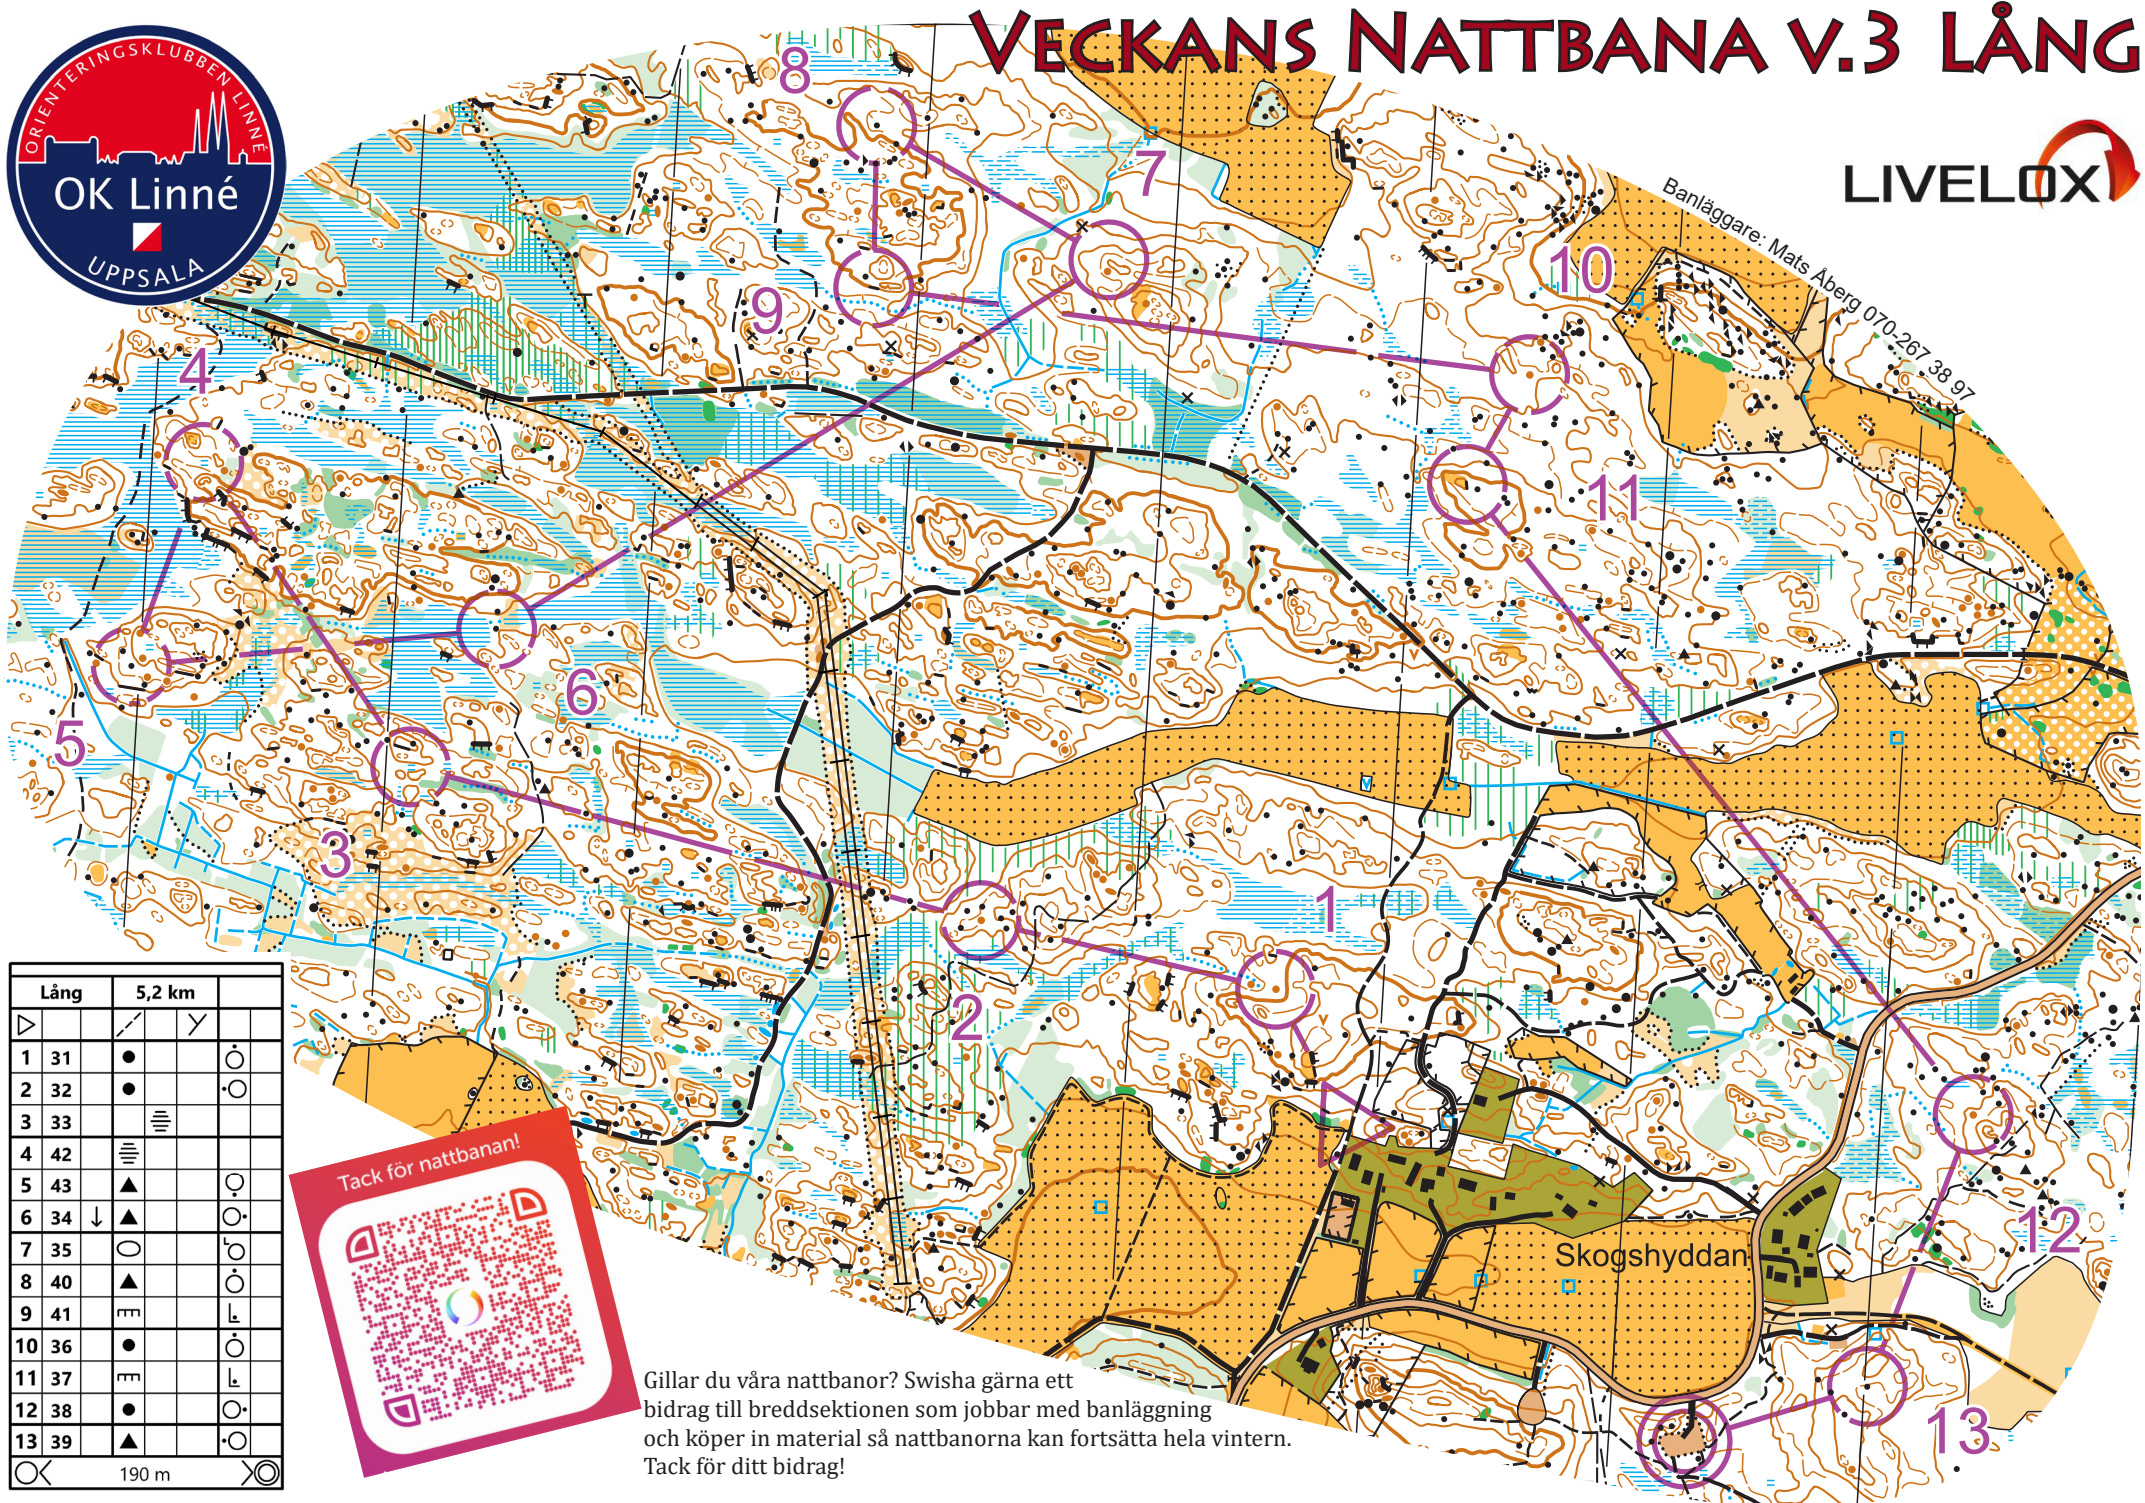 VECKANS NATTBANA V.3 LÅNG
ORIENTERINGSKLUBBEN LINNÉ
OK Linné
UPPSALA
LIVELOX
Banläggare: Mats Åberg 070-267 38 97
8
7
10
9
4
11
6
5
3
1
2
12
13
Skogshyddan
Lång 5,2 km
1 31
2 32
3 33
4 42
5 43
6 34
7 35
8 40
9 41
10 36
11 37
12 38
13 39
190 m
Tack för nattbanan!
Gillar du våra nattbanor? Swisha gärna ett
bidrag till breddsektionen som jobbar med banläggning
och köper in material så nattbanorna kan fortsätta hela vintern.
Tack för ditt bidrag!